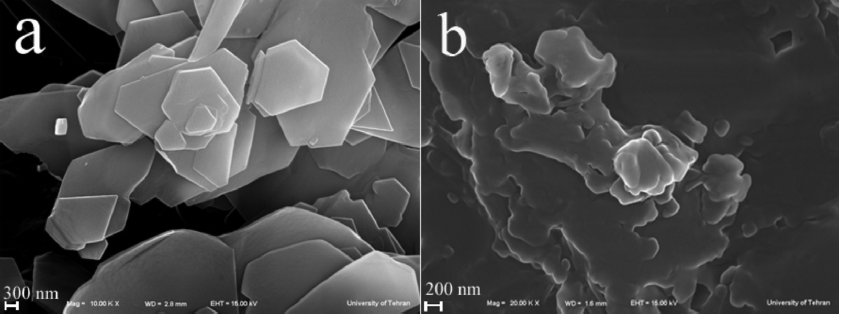 a
300 nm
Mag = 10.00 K X WD = 2.8 mm EHT = 15.00 kV University of Tehran
b
200 nm
Mag = 20.00 K X WD = 1.6 mm EHT = 15.00 kV University of Tehran